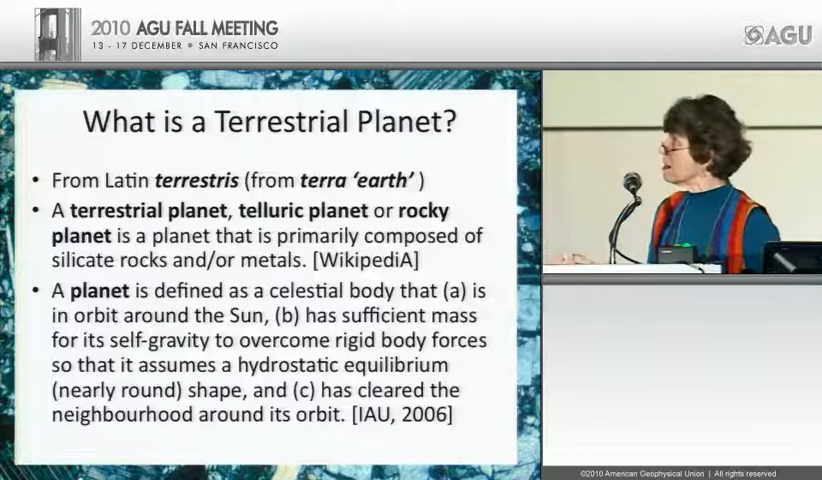 2010 AGU FALL MEETING
13 - 17 DECEMBER • SAN FRANCISCO
AGU
What is a Terrestrial Planet?
• From Latin terrestris (from terra ‘earth’ )
• A terrestrial planet, telluric planet or rocky
planet is a planet that is primarily composed of
silicate rocks and/or metals. [WikipediA]
• A planet is defined as a celestial body that (a) is
in orbit around the Sun, (b) has sufficient mass
for its self-gravity to overcome rigid body forces
so that it assumes a hydrostatic equilibrium
(nearly round) shape, and (c) has cleared the
neighbourhood around its orbit. [IAU, 2006]
©2010 American Geophysical Union | All rights reserved